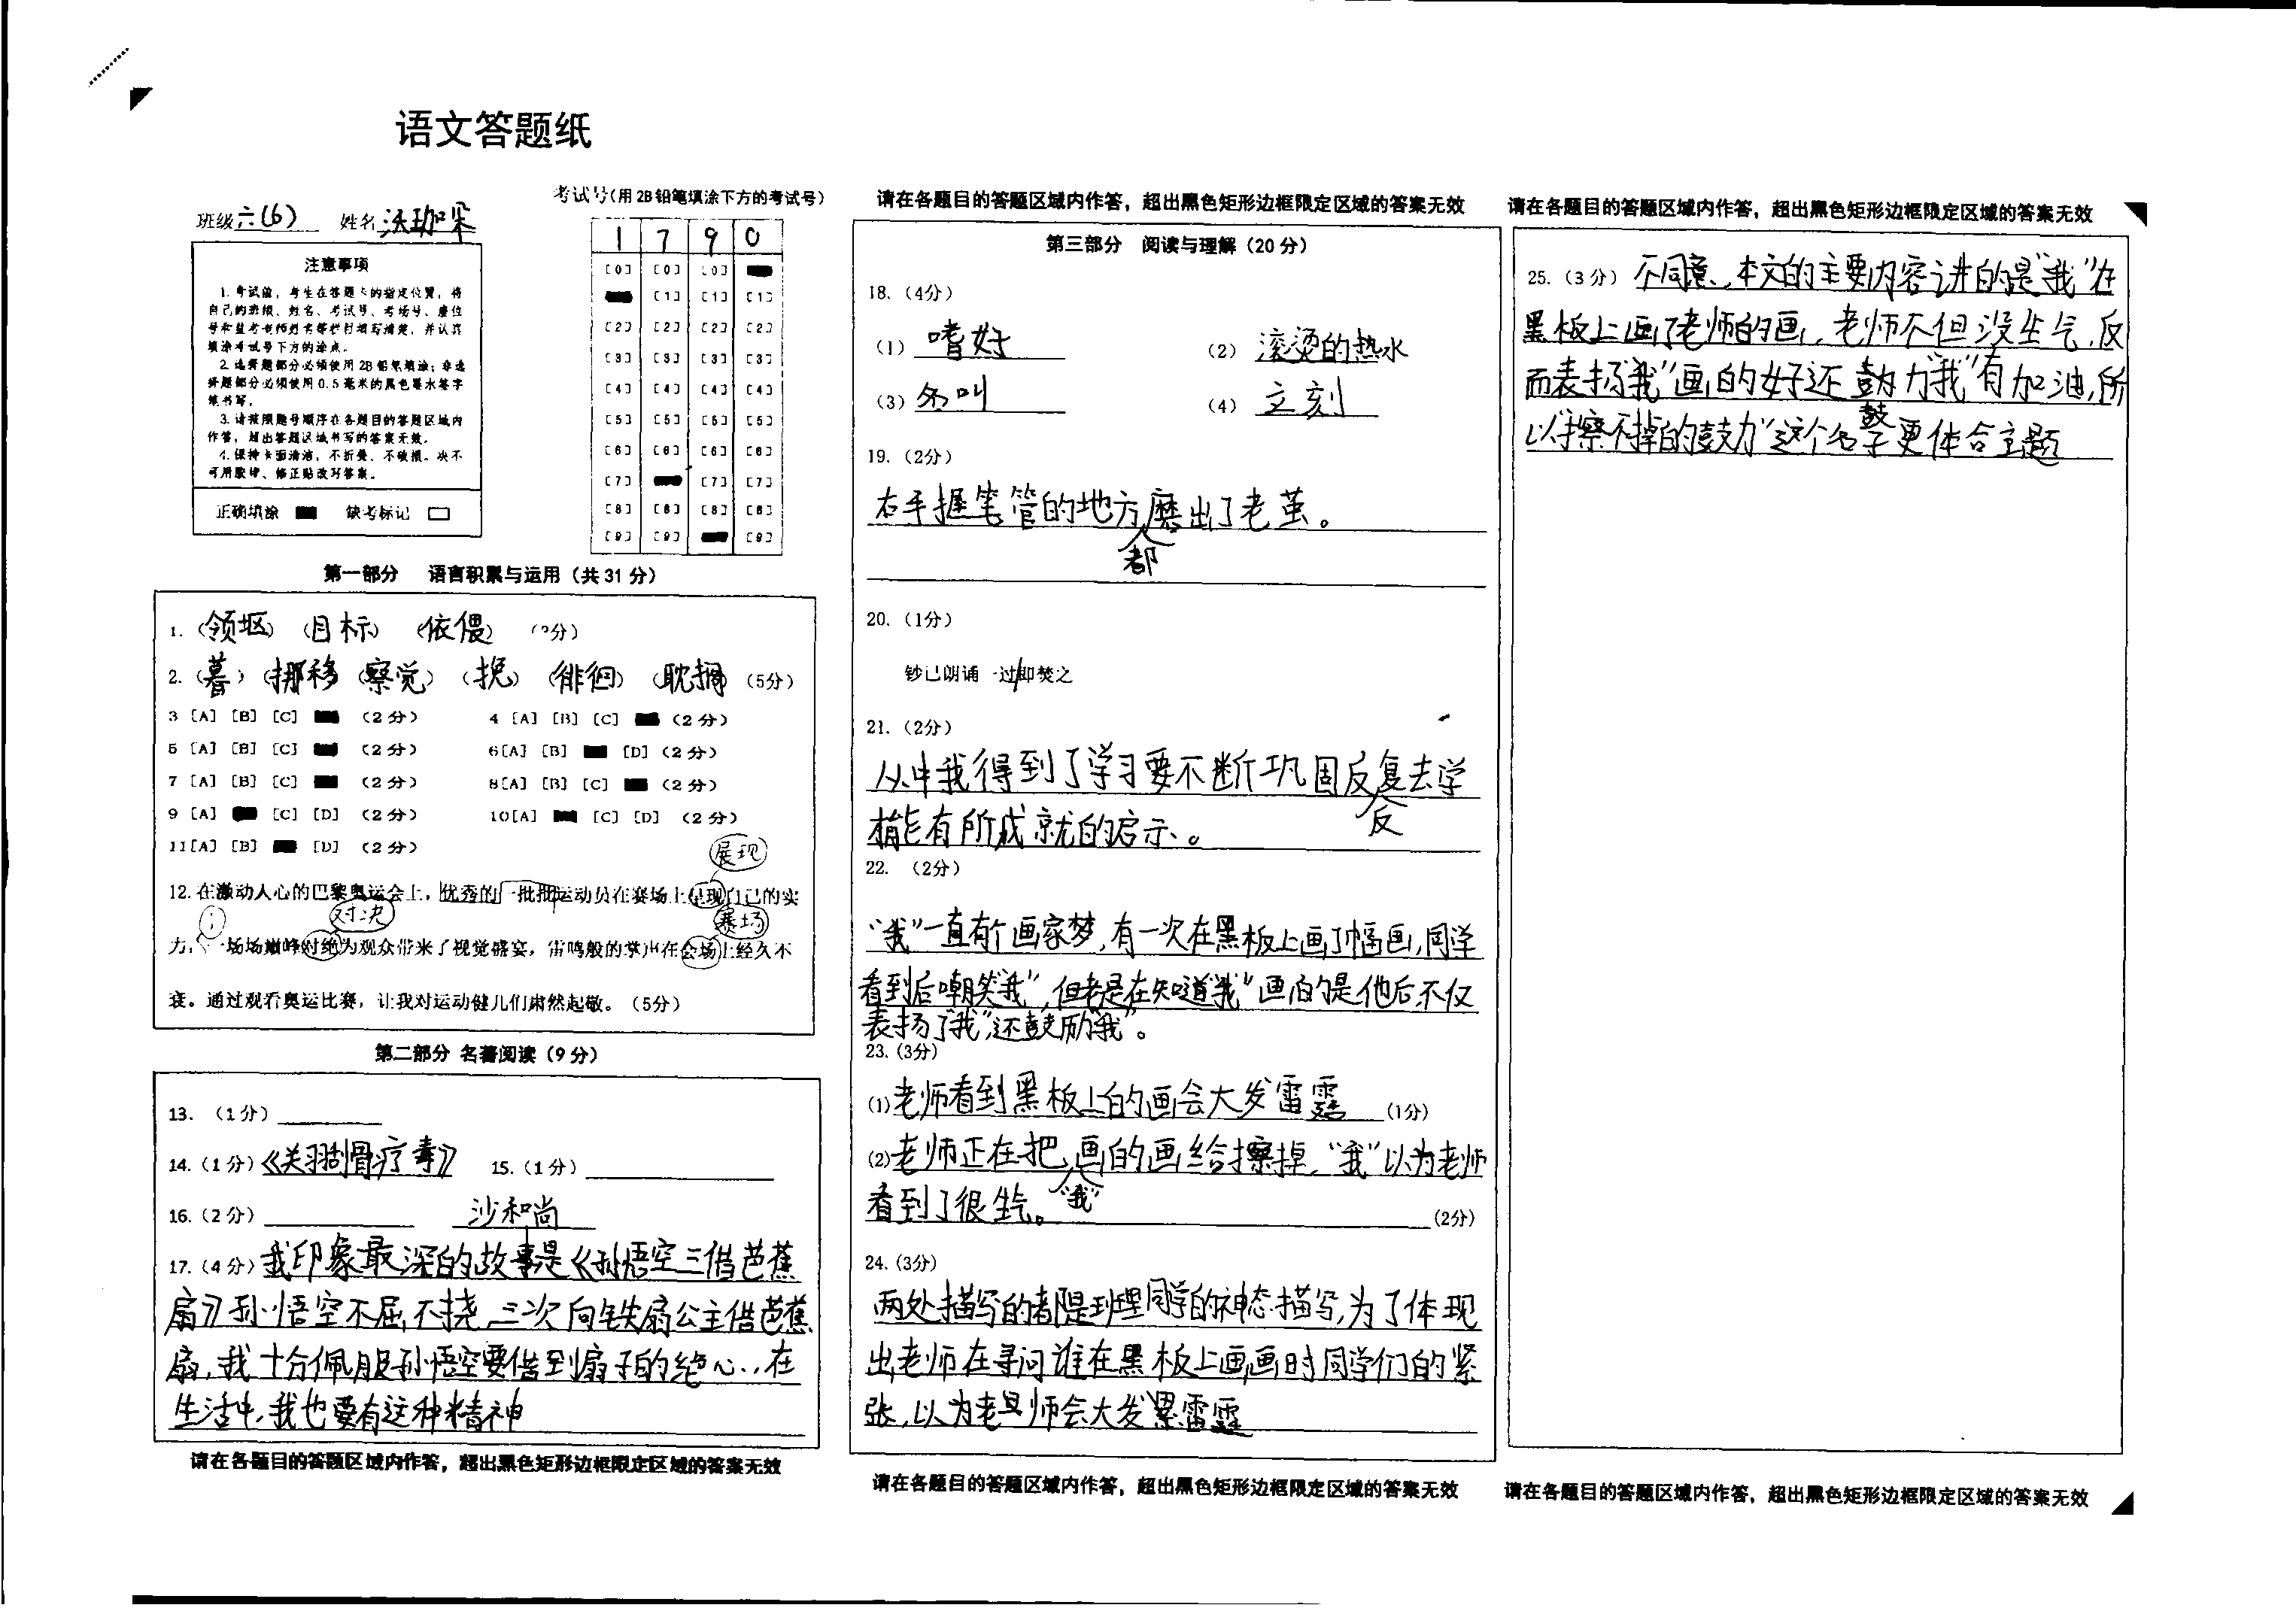 语文答题纸
班级 六(6) 姓名
考试号(用2B铅笔填涂下方的考试号)
1 7 9 0
[0] [0] [0]
[1] [1] [1]
[2] [2] [2] [2]
[3] [3] [3] [3]
[4] [4] [4] [4]
[5] [5] [5] [5]
[6] [6] [6] [6]
[7] [7] [7]
[8] [8] [8] [8]
[9] [9] [9]
注意事项
1.考试前,考生在答题卡的指定位置,将
自己的班级、姓名、考试号、考场号、座位
号和监考老师姓名等栏目填写清楚,并认真
填涂考试号下方的涂点。
2.选择题部分必须使用2B铅笔填涂;非选
择题部分必须使用0.5毫米的黑色墨水签字
笔书写。
3.请按照题号顺序在各题目的答题区域内
作答,超出答题区域书写的答案无效。
4.保持卡面清洁,不折叠、不破损。决不
可用胶带、修正贴改写答案。
正确填涂 缺考标记
第一部分 语言积累与运用(共31分)
1.(领域)(目标)(依偎)
2.(暮)(挪移)(察觉)(挽)(徘徊)(耽搁)(5分)
3 [A] [B] [C] (2分) 4 [A] [B] [C] (2分)
5 [A] [B] [C] (2分) 6[A] [B] [D] (2分)
7 [A] [B] [C] (2分) 8[A] [B] [C] (2分)
9 [A] [C] [D] (2分) 10[A] [C] [D] (2分)
11[A] [B] [D] (2分)
展现
12.在激动人心的巴黎奥运会上,优秀的一批批运动员在赛场上呈现自己的实
对决 赛场
力,一场场巅峰对绝为观众带来了视觉盛宴,雷鸣般的掌声在会场上经久不
衰。通过观看奥运比赛,让我对运动健儿们肃然起敬。(5分)
第二部分 名著阅读(9分)
13.(1分)
14.(1分)《关羽刮骨疗毒》 15.(1分)
16.(2分) 沙和尚
17.(4分)我印象最深的故事是《孙悟空三借芭蕉
扇》孙悟空不屈不挠,三次向铁扇公主借芭蕉
扇,我十分佩服孙悟空要借到扇子的绝心,在
生活中,我也要有这种精神
请在各题目的答题区域内作答,超出黑色矩形边框限定区域的答案无效
请在各题目的答题区域内作答,超出黑色矩形边框限定区域的答案无效
第三部分 阅读与理解(20分)
18.(4分)
(1)嗜好 (2)滚烫的热水
(3)名叫 (4)立刻
19.(2分)
右手握笔管的地方磨出了老茧。
都
20.(1分)
钞已朗诵一过/即焚之
21.(2分)
从中我得到了学习要不断巩固反复去学
反
才能有所成就的启示。
22.(2分)
“我”一直有个画家梦,有一次在黑板上画了幅画,同学
看到后嘲笑“我”,但老是在知道“我”画的是他后不仅
表扬了“我”,还鼓励“我”。
23.(3分)
(1)老师看到黑板上的画会大发雷霆 (1分)
(2)老师正在把画的画给擦掉,“我”以为老师
“我”
看到了很生气。 (2分)
24.(3分)
两处描写的都是班里同学的神态描写,为了体现
出老师在寻问谁在黑板上画画时同学们的紧
张,以为老师会大发雷霆
请在各题目的答题区域内作答,超出黑色矩形边框限定区域的答案无效
请在各题目的答题区域内作答,超出黑色矩形边框限定区域的答案无效
25.(3分)不同意、本文的主要内容讲的是“我”在
黑板上画了老师的画,老师不但没生气,反
而表扬“我”画的好还鼓励“我”有加油,所
以“擦不掉的鼓励”这个名字更体合主题
请在各题目的答题区域内作答,超出黑色矩形边框限定区域的答案无效